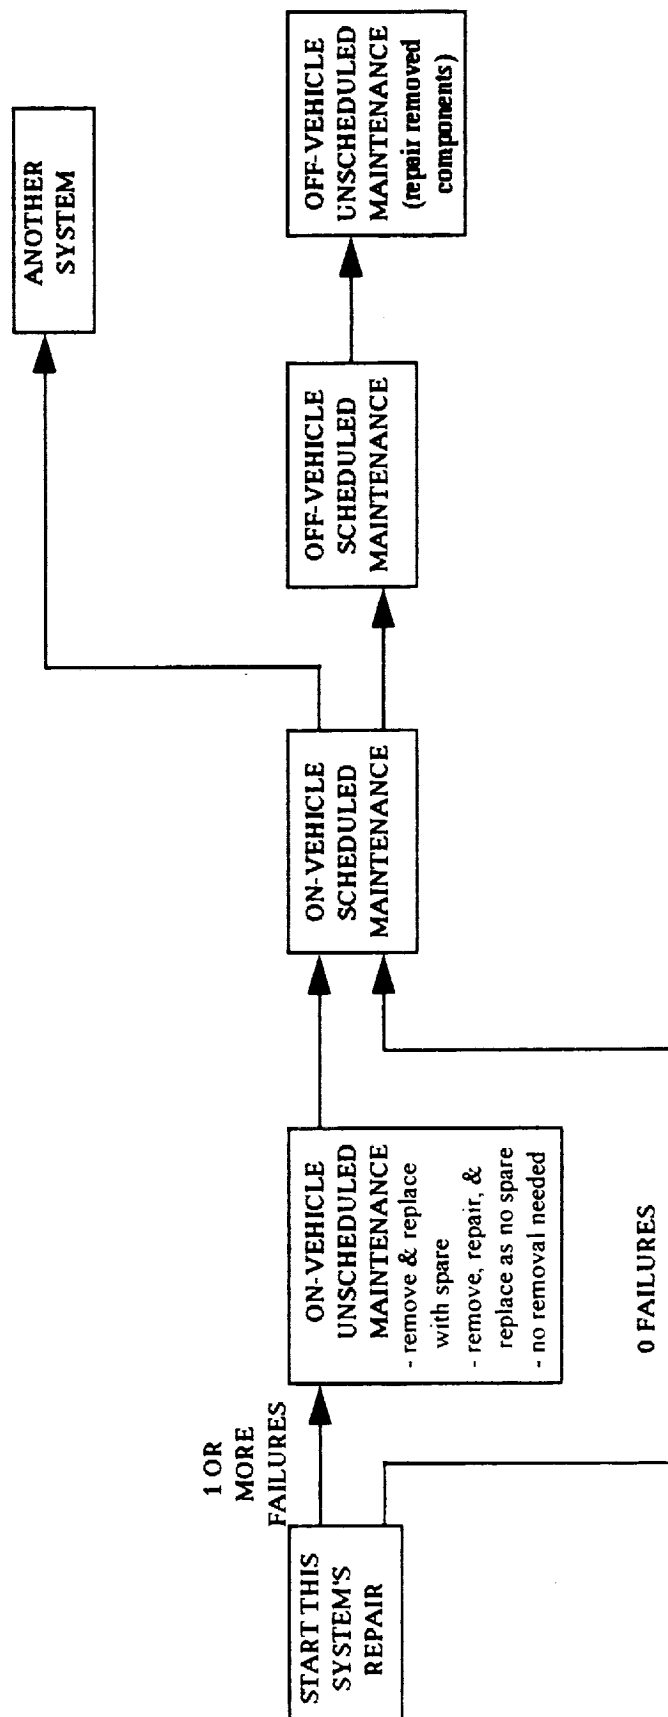 START THIS
SYSTEM'S
REPAIR
1 OR
MORE
FAILURES
ON-VEHICLE
UNSCHEDULED
MAINTENANCE
- remove & replace
with spare
- remove, repair, &
replace as no spare
- no removal needed
0 FAILURES
ON-VEHICLE
SCHEDULED
MAINTENANCE
ANOTHER
SYSTEM
OFF-VEHICLE
SCHEDULED
MAINTENANCE
OFF-VEHICLE
UNSCHEDULED
MAINTENANCE
(repair removed
components)